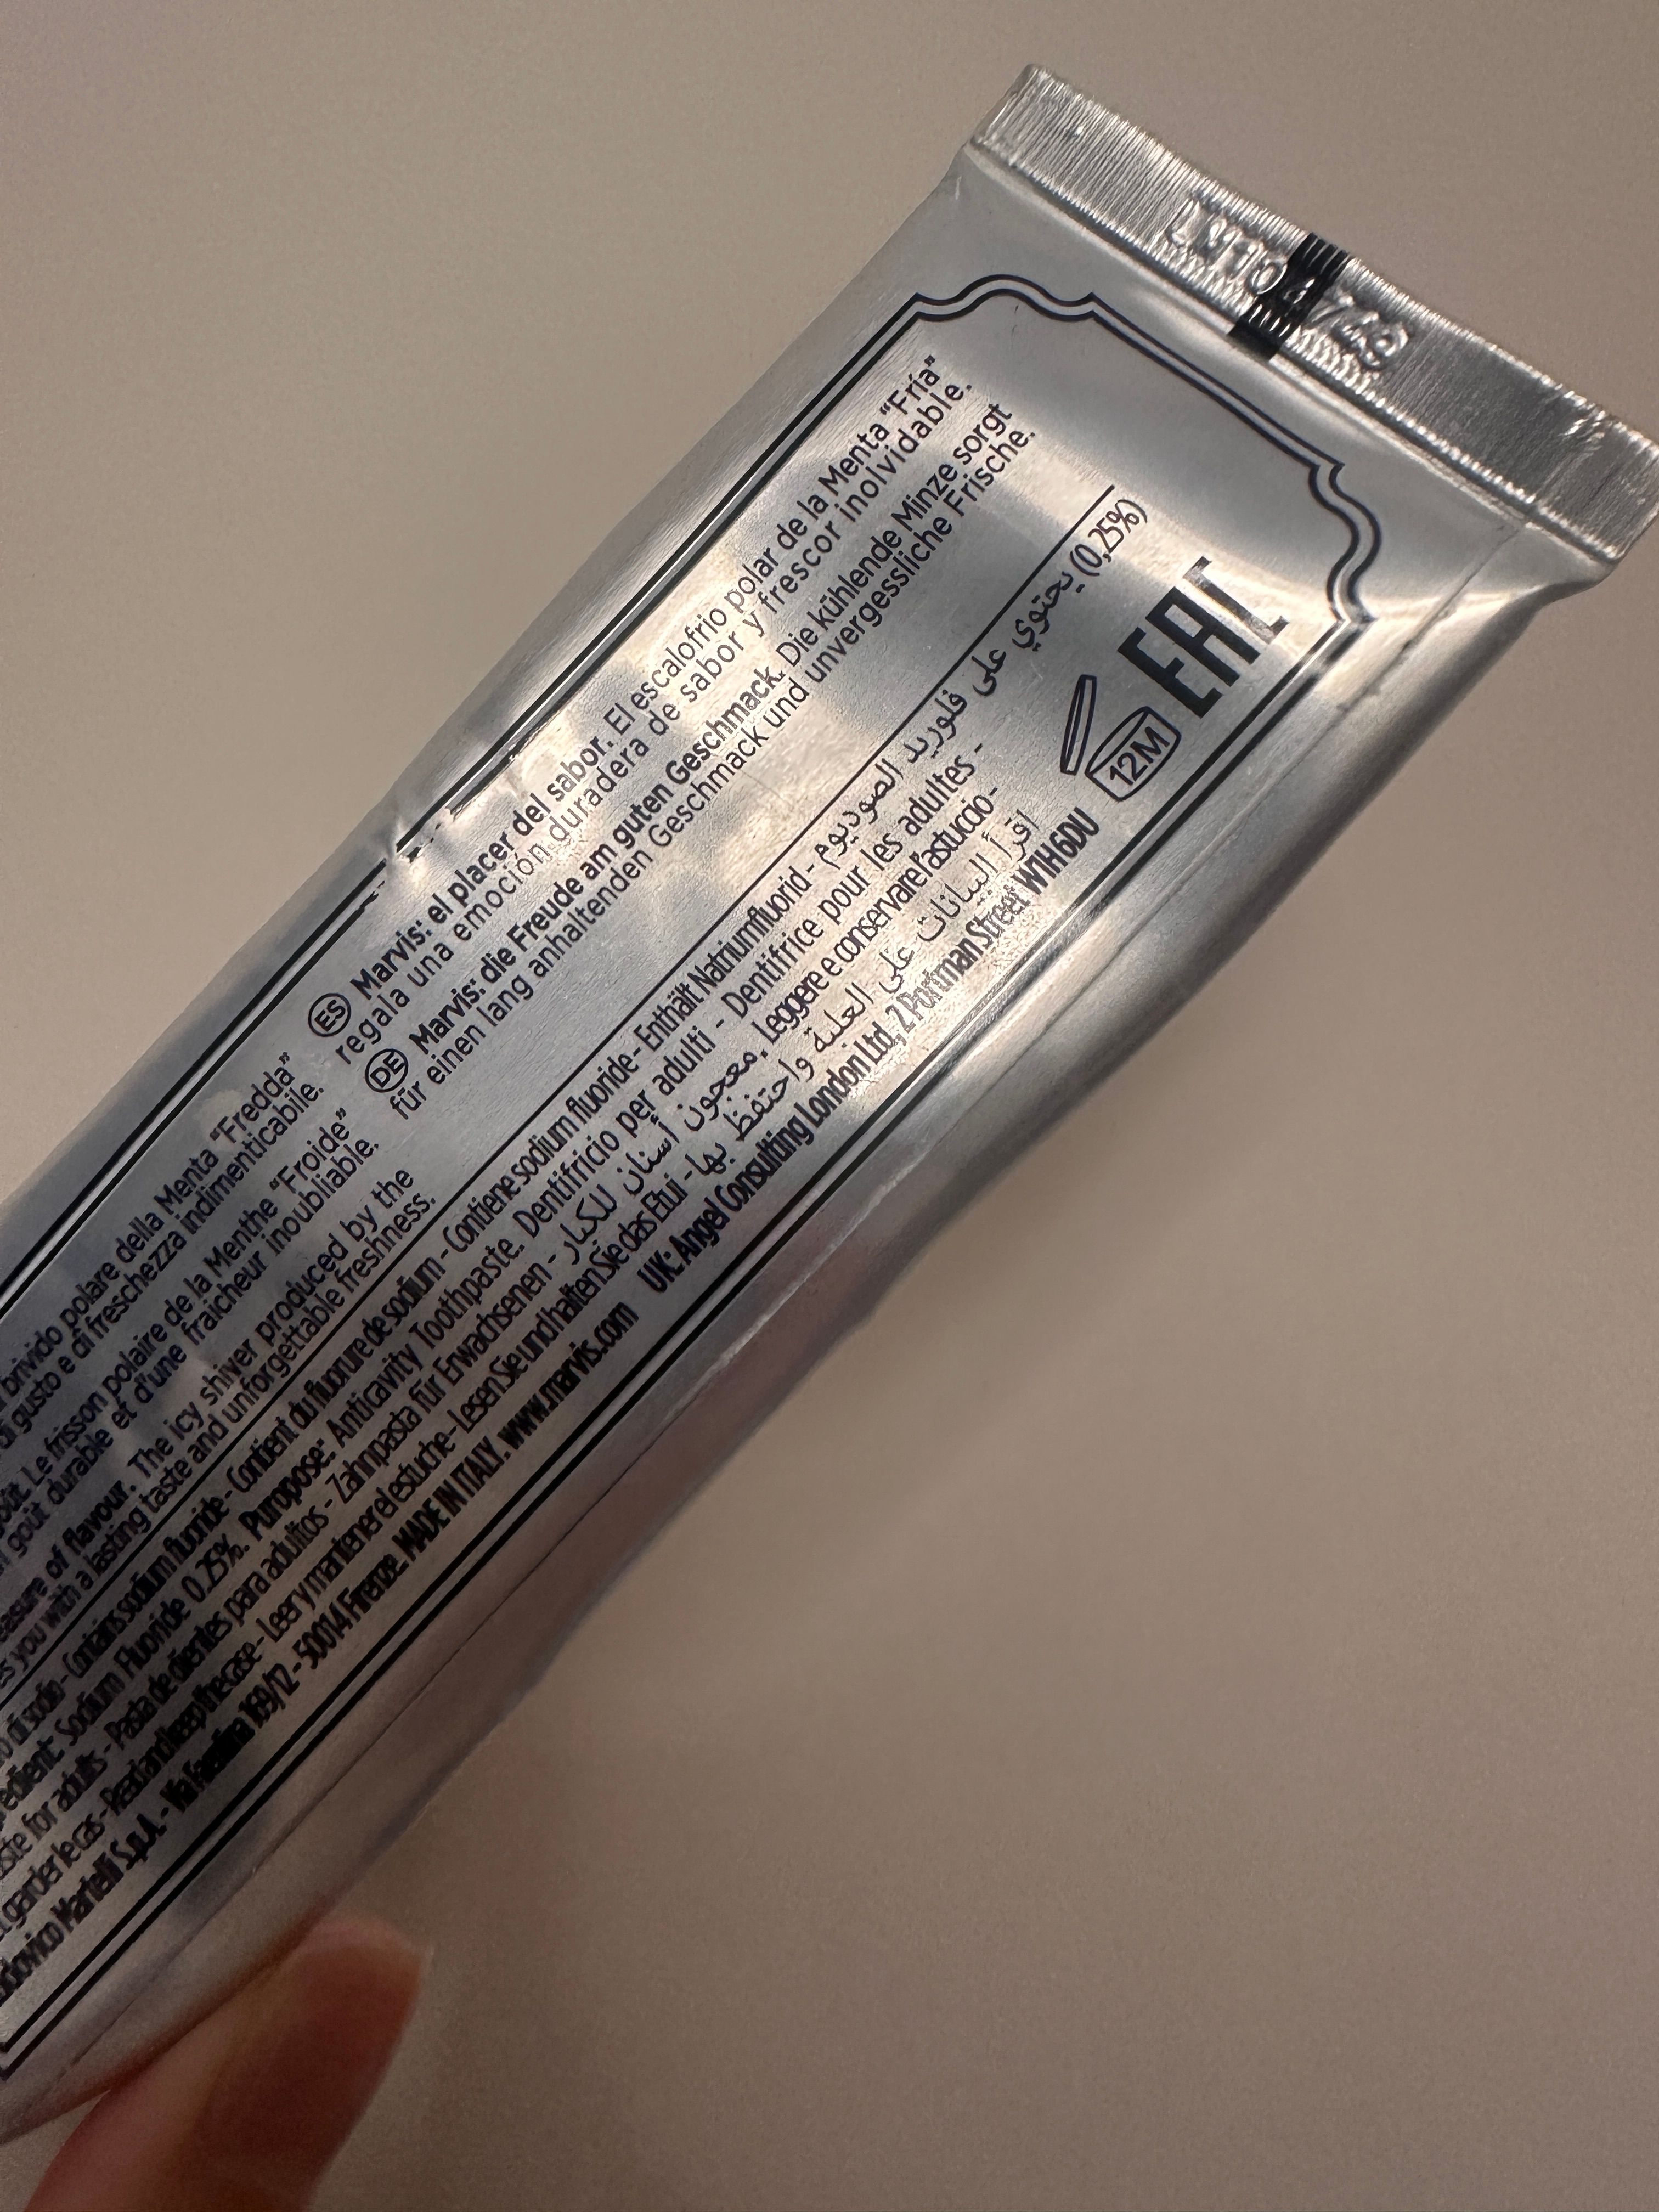 brivido polare della Menta “Fredda”
di gusto e di freschezza indimenticabile.
goût. Le frisson polaire de la Menthe “Froide”
goût durable et d'une fraicheur inoubliable.
of flavour. The icy shiver produced by the
you with a lasting taste and unforgettable freshness.
ES Marvis: el placer del sabor. El escalofrio polar de la Menta “Fría”
regala una emoción duradera de sabor y frescor inolvidable.
DE Marvis: die Freude am guten Geschmack. Die kühlende Minze sorgt
für einen lang anhaltenden Geschmack und unvergessliche Frische.
di sodio - Contains sodium fluoride - Contient du fluorure de sodium - Contiene sodium fluoride - Enthält Natriumfluorid - يحتوي على فلوريد الصوديوم (0,25%)
Sodium Fluoride 0.25%. Puropose: Anticavity Toothpaste. Dentifricio per adulti - Dentifrice pour les adultes -
for adults - Pasta de dientes para adultos - Zahnpasta für Erwachsenen - معجون أسنان للكبار. Leggere e conservare l'astuccio -
garder le cas - Read and keep the case - Leer y mantener el estuche - Lesen Sie und halten Sie das Etui - اقرأ البيانات على العلبة واحتفظ بها
Martelli S.p.A. - Via Faentina 169/12 - 50014 Firenze. MADE IN ITALY. www.marvis.com UK: Angel Consulting London Ltd, 2 Portman Street W1H 6DU
12M
EAC